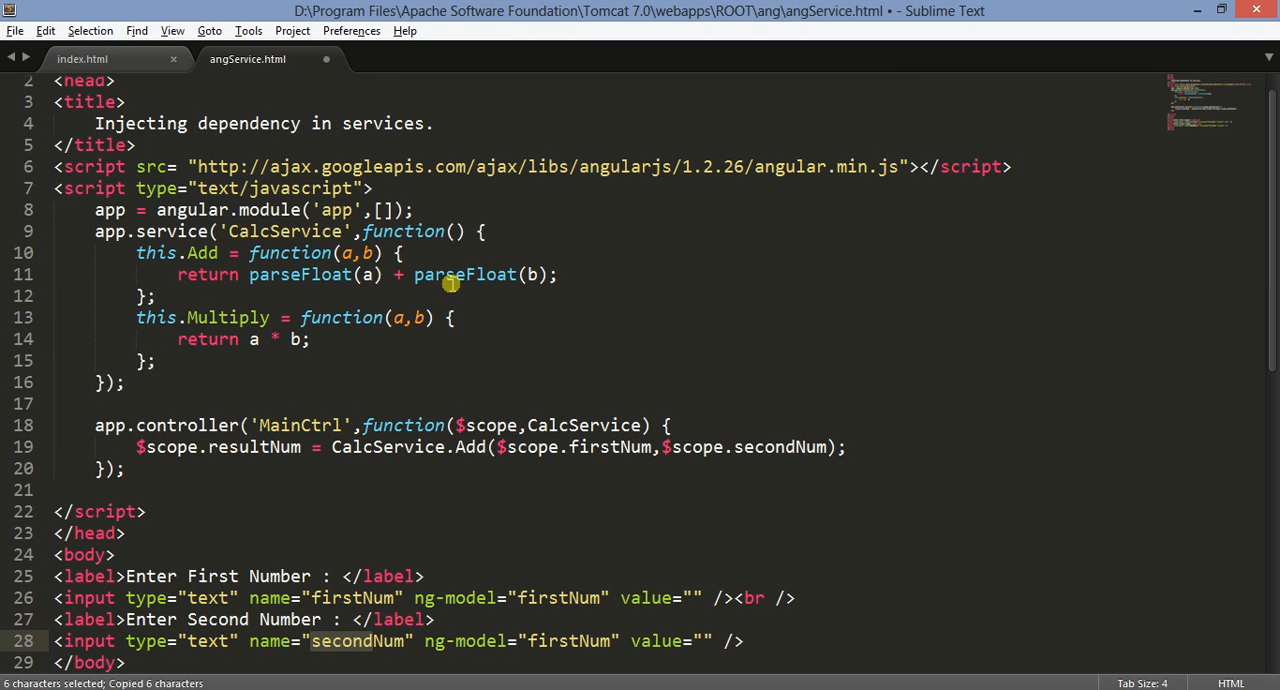 D:\Program Files\Apache Software Foundation\Tomcat 7.0\webapps\ROOT\ang\angService.html • - Sublime Text
File Edit Selection Find View Goto Tools Project Preferences Help
index.html × angService.html
2 <head>
3 <title>
4     Injecting dependency in services.
5 </title>
6 <script src= "http://ajax.googleapis.com/ajax/libs/angularjs/1.2.26/angular.min.js"></script>
7 <script type="text/javascript">
8     app = angular.module('app',[]);
9     app.service('CalcService',function() {
10         this.Add = function(a,b) {
11             return parseFloat(a) + parseFloat(b);
12         };
13         this.Multiply = function(a,b) {
14             return a * b;
15         };
16     });
17
18     app.controller('MainCtrl',function($scope,CalcService) {
19         $scope.resultNum = CalcService.Add($scope.firstNum,$scope.secondNum);
20     });
21
22 </script>
23 </head>
24 <body>
25 <label>Enter First Number : </label>
26 <input type="text" name="firstNum" ng-model="firstNum" value="" /><br />
27 <label>Enter Second Number : </label>
28 <input type="text" name="secondNum" ng-model="firstNum" value="" />
29 </body>
6 characters selected; Copied 6 characters Tab Size: 4 HTML